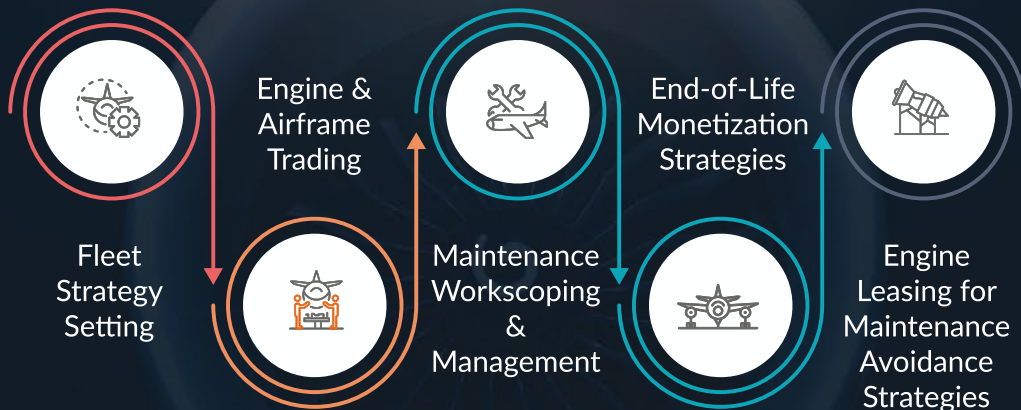 Fleet
Strategy
Setting
Engine &
Airframe
Trading
Maintenance
Workscoping
&
Management
End-of-Life
Monetization
Strategies
Engine
Leasing for
Maintenance
Avoidance
Strategies